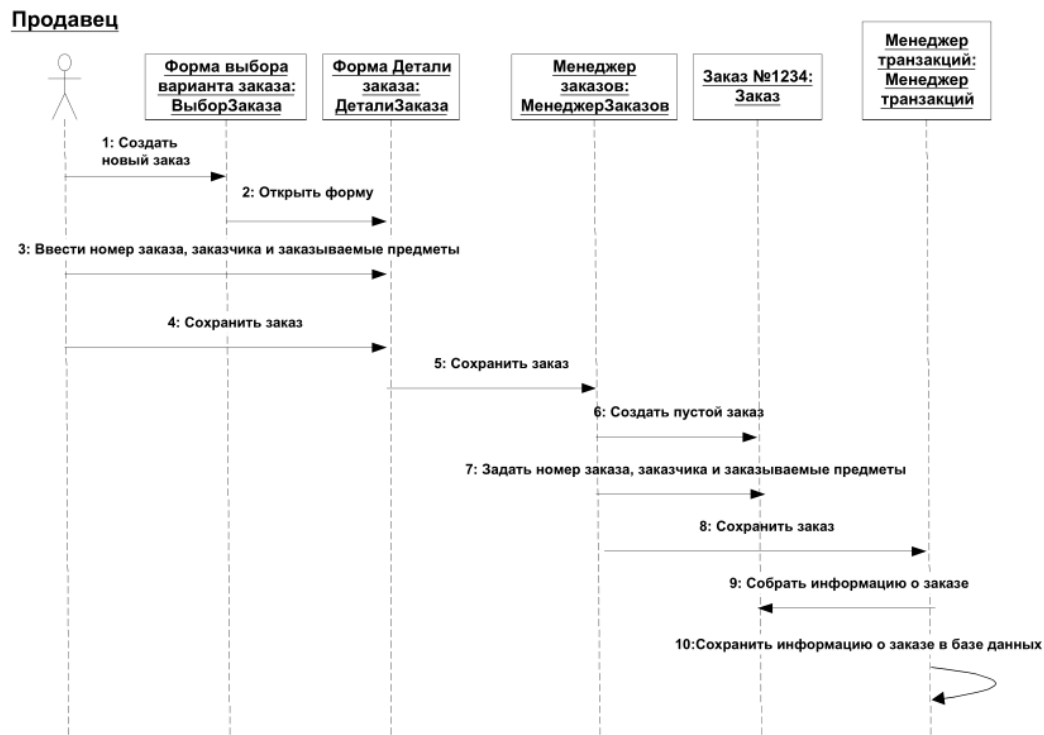 Продавец
Форма выбора
варианта заказа:
ВыборЗаказа
Форма Детали
заказа:
ДеталиЗаказа
Менеджер
заказов:
МенеджерЗаказов
Заказ №1234:
Заказ
Менеджер
транзакций:
Менеджер
транзакций
1: Создать
новый заказ
2: Открыть форму
3: Ввести номер заказа, заказчика и заказываемые предметы
4: Сохранить заказ
5: Сохранить заказ
6: Создать пустой заказ
7: Задать номер заказа, заказчика и заказываемые предметы
8: Сохранить заказ
9: Собрать информацию о заказе
10:Сохранить информацию о заказе в базе данных